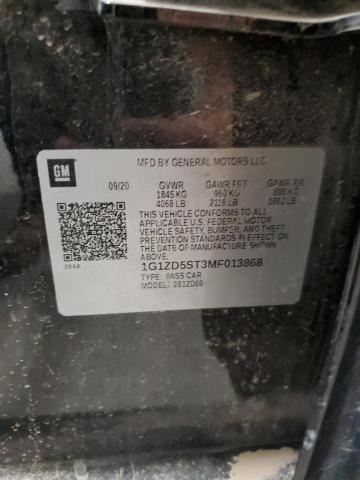 GM
MFD BY GENERAL MOTORS LLC
09/20 GVWR GAWR FRT GAWR RR
1845 KG 960 KG 885 KG
4068 LB 2116 LB 1952 LB
THIS VEHICLE CONFORMS TO ALL
APPLICABLE U.S. FEDERAL MOTOR
VEHICLE SAFETY, BUMPER, AND THEFT
PREVENTION STANDARDS IN EFFECT ON
THE DATE OF MANUFACTURE SHOWN
ABOVE.
384A
1G1ZD5ST3MF013868
TYPE: PASS CAR
MODEL: 381ZD69